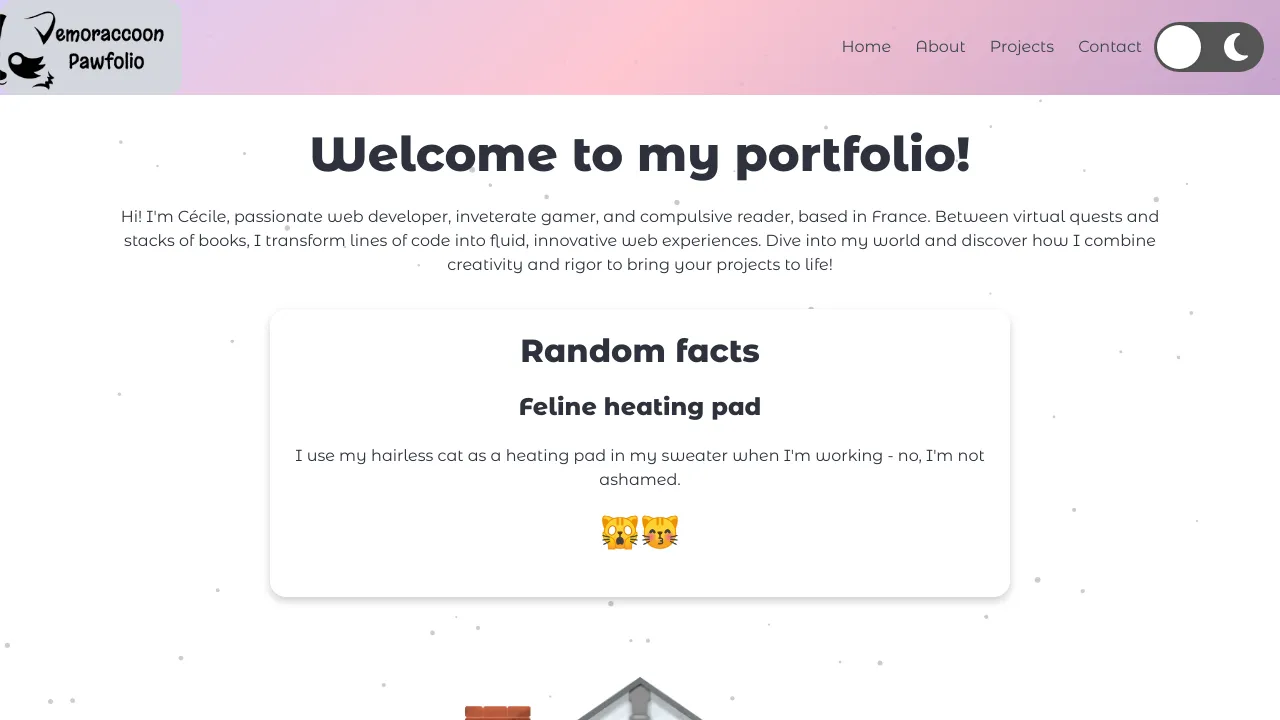 Demoraccoon
Pawfolio
Home About Projects Contact
Welcome to my portfolio!
Hi! I'm Cécile, passionate web developer, inveterate gamer, and compulsive reader, based in France. Between virtual quests and
stacks of books, I transform lines of code into fluid, innovative web experiences. Dive into my world and discover how I combine
creativity and rigor to bring your projects to life!
Random facts
Feline heating pad
I use my hairless cat as a heating pad in my sweater when I'm working - no, I'm not
ashamed.